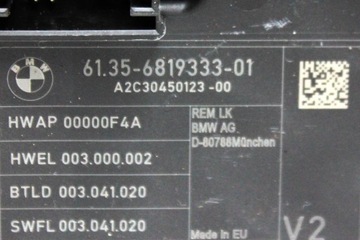 BMW
61.35-6819333-01
A2C30450123-00
HWAP 00000F4A
HWEL 003.000.002
BTLD 003.041.020
SWFL 003.041.020
REM LK
BMW AG,
D-80788München
Made in EU
V2